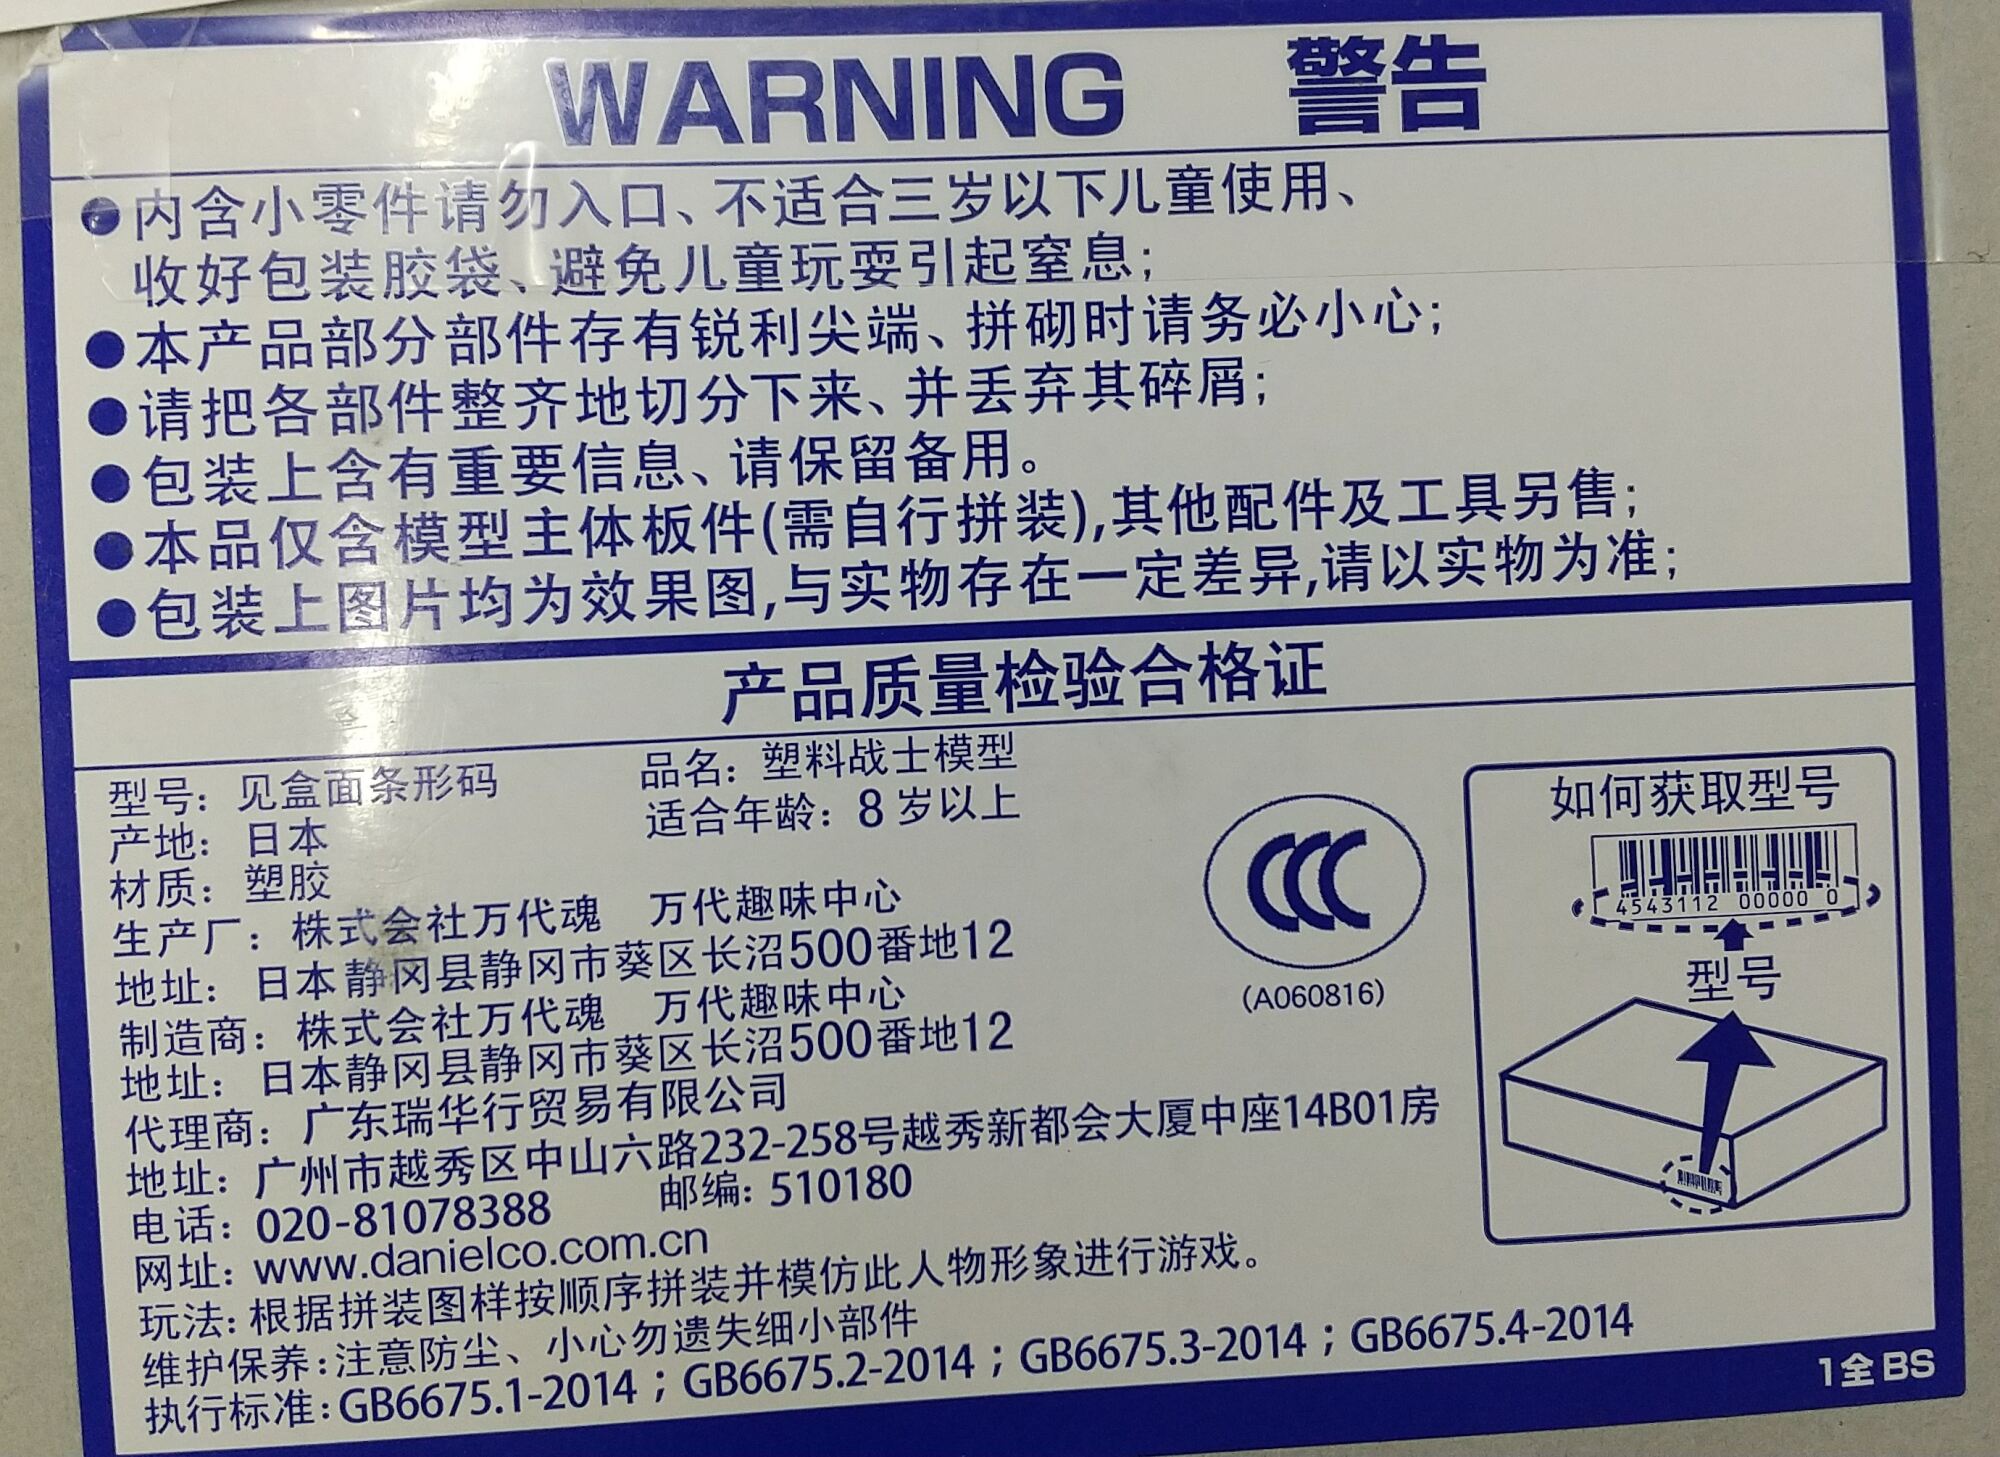 WARNING 警告
●内含小零件请勿入口、不适合三岁以下儿童使用、
收好包装胶袋、避免儿童玩耍引起窒息；
●本产品部分部件存有锐利尖端、拼砌时请务必小心；
●请把各部件整齐地切分下来、并丢弃其碎屑；
●包装上含有重要信息、请保留备用。
●本品仅含模型主体板件(需自行拼装),其他配件及工具另售；
●包装上图片均为效果图,与实物存在一定差异,请以实物为准；
产品质量检验合格证
型号：见盒面条形码 品名：塑料战士模型
产地：日本 适合年龄：8岁以上
材质：塑胶
生产厂：株式会社万代魂 万代趣味中心
地址：日本静冈县静冈市葵区长沼500番地12
制造商：株式会社万代魂 万代趣味中心
地址：日本静冈县静冈市葵区长沼500番地12
代理商：广东瑞华行贸易有限公司
地址：广州市越秀区中山六路232-258号越秀新都会大厦中座14B01房
电话：020-81078388 邮编：510180
网址：www.danielco.com.cn
玩法：根据拼装图样按顺序拼装并模仿此人物形象进行游戏。
维护保养：注意防尘、小心勿遗失细小部件
执行标准：GB6675.1-2014；GB6675.2-2014；GB6675.3-2014；GB6675.4-2014
CCC
(A060816)
如何获取型号
4543112 00000 0
型号
1全BS